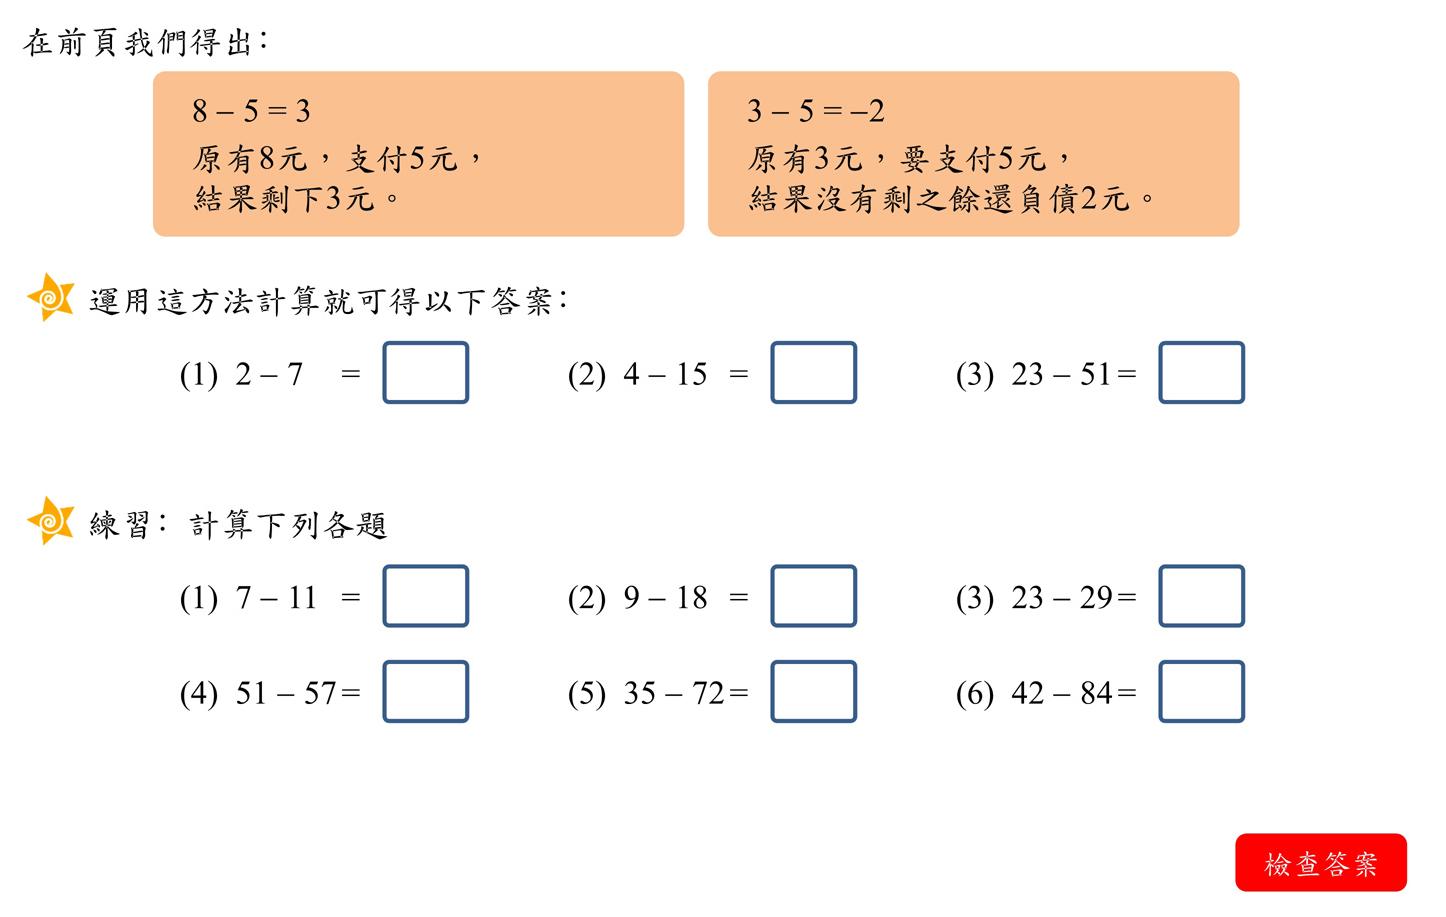 在前頁我們得出：
8 – 5 = 3
原有8元，支付5元，
結果剩下3元。
3 – 5 = –2
原有3元，要支付5元，
結果沒有剩之餘還負債2元。
運用這方法計算就可得以下答案：
(1) 2 – 7 =
(2) 4 – 15 =
(3) 23 – 51 =
練習： 計算下列各題
(1) 7 – 11 =
(2) 9 – 18 =
(3) 23 – 29 =
(4) 51 – 57 =
(5) 35 – 72 =
(6) 42 – 84 =
檢查答案